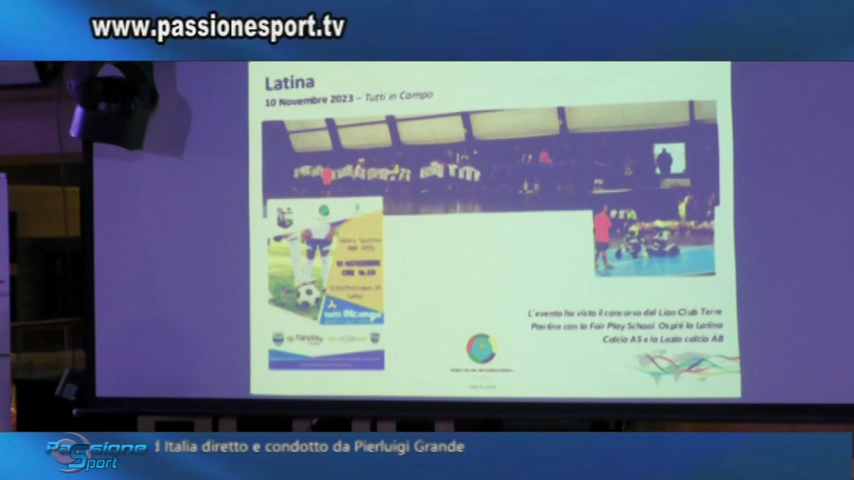 www.passionesport.tv
Latina
10 Novembre 2023 – Tutti in Campo
10 NOVEMBRE
L'evento ha visto il concorso del Lion Club Terre
Pontine con la Fair Play School. Ospiti la Latina
Calcio A5 e la Lazio calcio A8
Passione
Sport
Italia diretto e condotto da Pierluigi Grande